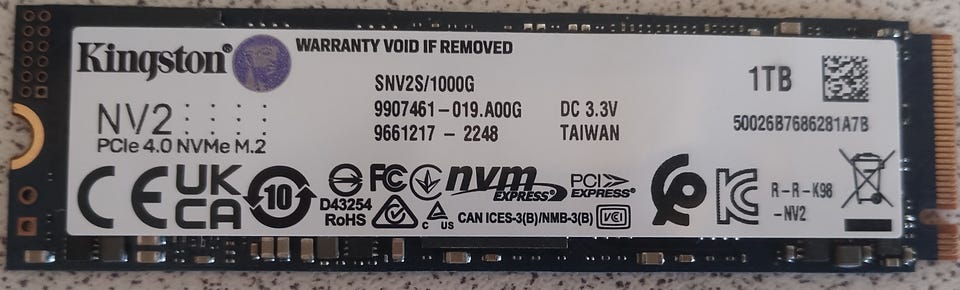 Kingston®
WARRANTY VOID IF REMOVED
SNV2S/1000G
9907461-019.A00G
9661217 - 2248
DC 3.3V
TAIWAN
1TB
50026B7686281A7B
NV2
PCIe 4.0 NVMe M.2
CE
UK
CA
10
D43254
RoHS
FC
nvm
EXPRESS
PCI
EXPRESS®
C US
CAN ICES-3(B)/NMB-3(B)
VCI
R-R-K98
-NV2